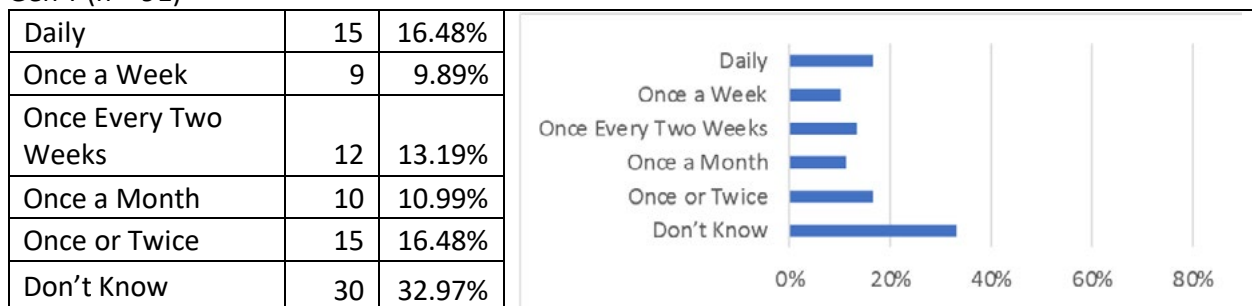 Daily 15 16.48%
Once a Week 9 9.89%
Once Every Two
Weeks 12 13.19%
Once a Month 10 10.99%
Once or Twice 15 16.48%
Don't Know 30 32.97%
Daily
Once a Week
Once Every Two Weeks
Once a Month
Once or Twice
Don't Know
0% 20% 40% 60% 80%